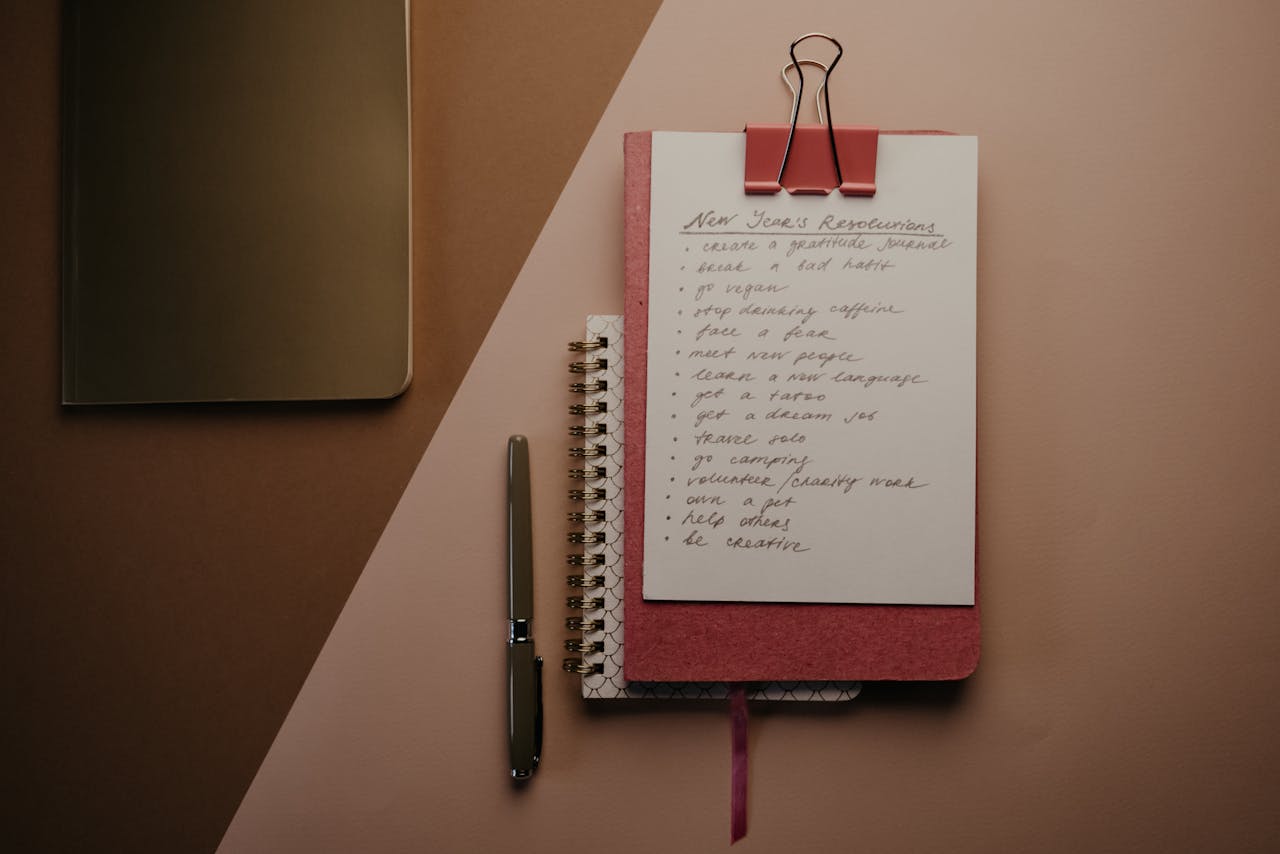 New Year's Resolutions
• create a gratitude journal
• break a bad habit
• go vegan
• stop drinking caffeine
• face a fear
• meet new people
• learn a new language
• get a tatoo
• get a dream job
• travel solo
• go camping
• volunteer/charity work
• own a pet
• help others
• be creative